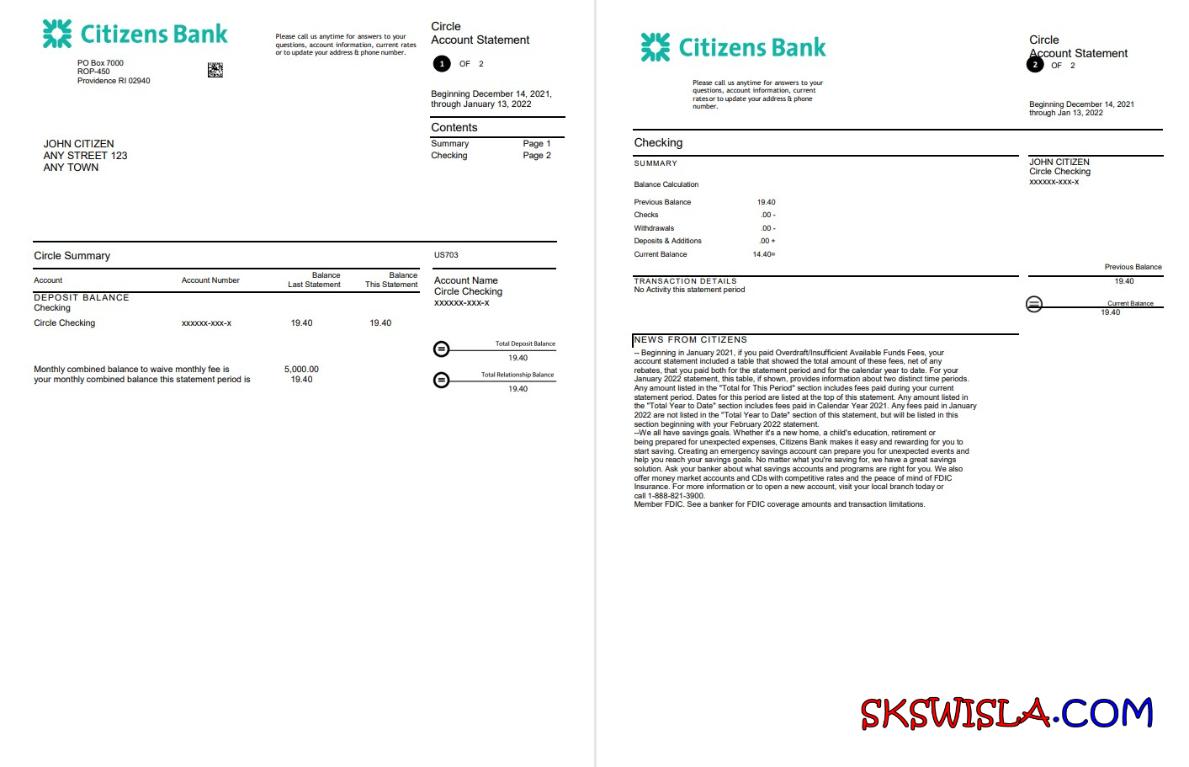 Citizens Bank
PO Box 7000
ROP-450
Providence RI 02940
Please call us anytime for answers to your
questions, account information, current rates
or to update your address & phone number.
Circle
Account Statement
1 OF 2
Beginning December 14, 2021,
through January 13, 2022
Contents
Summary Page 1
Checking Page 2
JOHN CITIZEN
ANY STREET 123
ANY TOWN
Circle Summary
Account Account Number Balance Last Statement Balance This Statement
DEPOSIT BALANCE
Checking
Circle Checking xxxxxx-xxx-x 19.40 19.40
Monthly combined balance to waive monthly fee is 5,000.00
your monthly combined balance this statement period is 19.40
US703
Account Name
Circle Checking
xxxxxx-xxx-x
Total Deposit Balance
19.40
Total Relationship Balance
19.40
Citizens Bank
Please call us anytime for answers to your
questions, account information, current
ratesor to update your address & phone
number.
Circle
Account Statement
2 OF 2
Beginning December 14, 2021
through Jan 13, 2022
Checking
SUMMARY
Balance Calculation
Previous Balance 19.40
Checks .00 -
Withdrawals .00 -
Deposits & Additions .00 +
Current Balance 14.40=
JOHN CITIZEN
Circle Checking
xxxxxx-xxx-x
Previous Balance
19.40
Current Balance
19.40
TRANSACTION DETAILS
No Activity this statement period
NEWS FROM CITIZENS
-- Beginning in January 2021, if you paid Overdraft/Insufficient Available Funds Fees, your
account statement included a table that showed the total amount of these fees, net of any
rebates, that you paid both for the statement period and for the calendar year to date. For your
January 2022 statement, this table, if shown, provides information about two distinct time periods.
Any amount listed in the "Total for This Period" section includes fees paid during your current
statement period. Dates for this period are listed at the top of this statement. Any amount listed in
the "Total Year to Date" section includes fees paid in Calendar Year 2021. Any fees paid in January
2022 are not listed in the "Total Year to Date" section of this statement, but will be listed in this
section beginning with your February 2022 statement.
--We all have savings goals. Whether it's a new home, a child's education, retirement or
being prepared for unexpected expenses, Citizens Bank makes it easy and rewarding for you to
start saving. Creating an emergency savings account can prepare you for unexpected events and
help you reach your savings goals. No matter what you're saving for, we have a great savings
solution. Ask your banker about what savings accounts and programs are right for you. We also
offer money market accounts and CDs with competitive rates and the peace of mind of FDIC
Insurance. For more information or to open a new account, visit your local branch today or
call 1-888-821-3900.
Member FDIC. See a banker for FDIC coverage amounts and transaction limitations.
SKSWISLA.COM